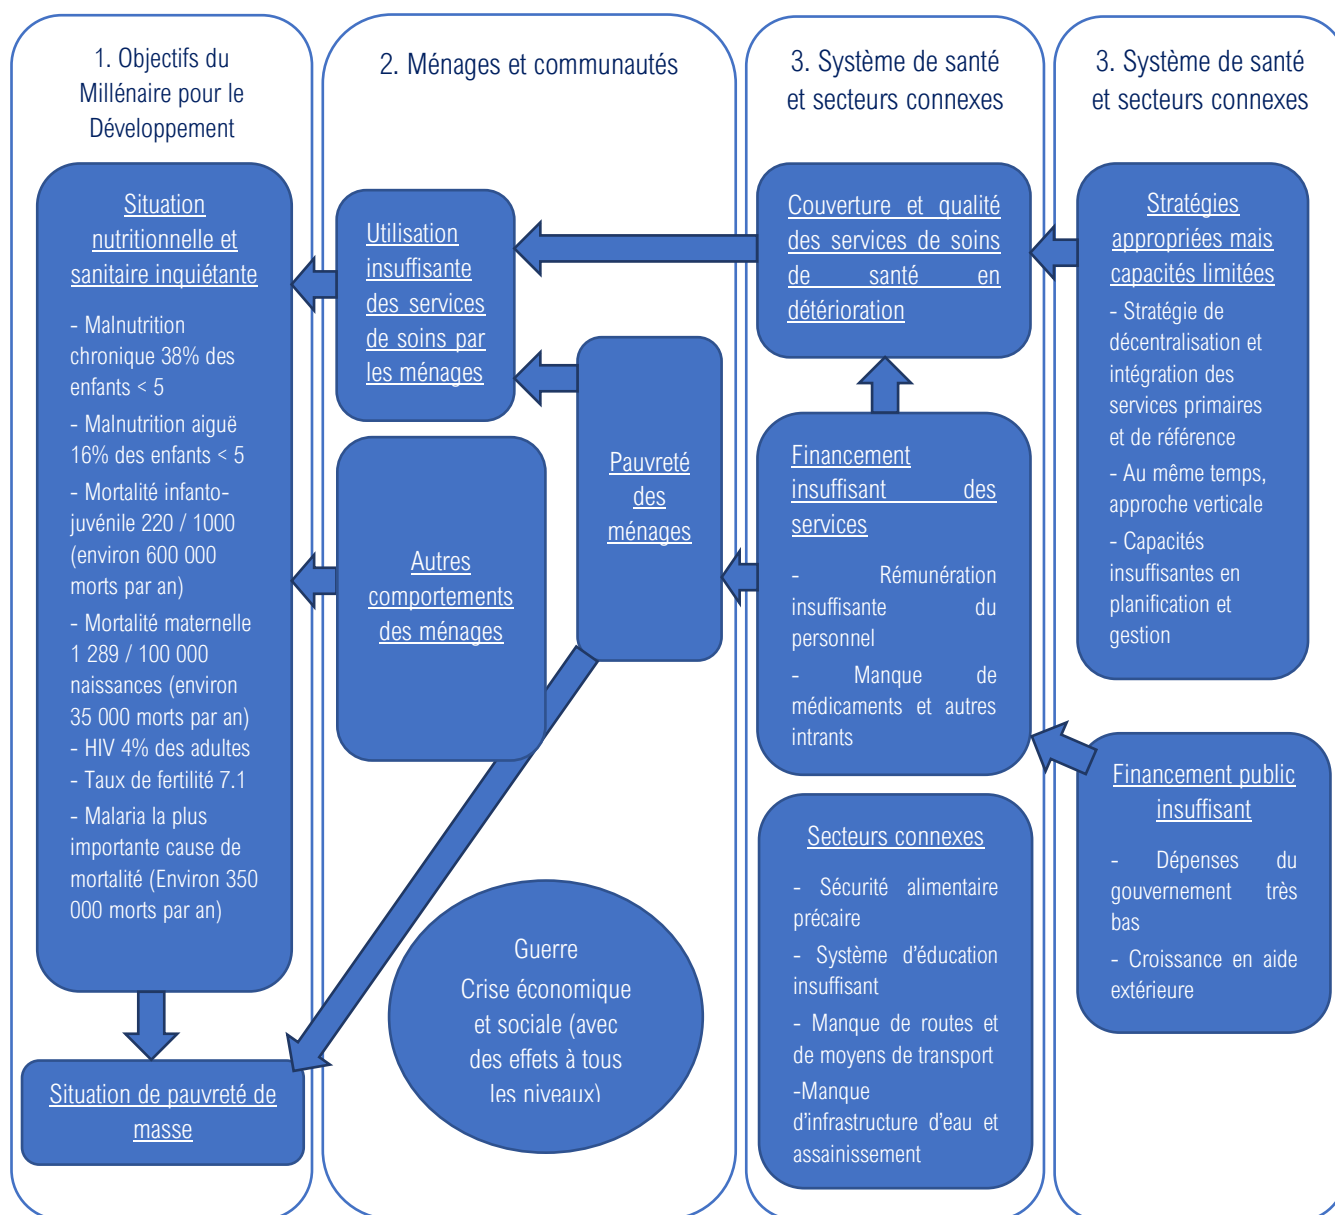 1. Objectifs du
Millénaire pour le
Développement
Situation
nutritionnelle et
sanitaire inquiétante
- Malnutrition
chronique 38% des
enfants < 5
- Malnutrition aiguë
16% des enfants < 5
- Mortalité infanto-
juvénile 220 / 1000
(environ 600 000
morts par an)
- Mortalité maternelle
1 289 / 100 000
naissances (environ
35 000 morts par an)
- HIV 4% des adultes
- Taux de fertilité 7.1
- Malaria la plus
importante cause de
mortalité (Environ 350
000 morts par an)
Situation de pauvreté de
masse
2. Ménages et communautés
Utilisation
insuffisante
des services
de soins par
les ménages
Autres
comportements
des ménages
Pauvreté
des
ménages
Guerre
Crise économique
et sociale (avec
des effets à tous
les niveaux)
3. Système de santé
et secteurs connexes
Couverture et qualité
des services de soins
de santé en
détérioration
Financement
insuffisant des
services
- Rémunération
insuffisante du
personnel
- Manque de
médicaments et autres
intrants
Secteurs connexes
- Sécurité alimentaire
précaire
- Système d'éducation
insuffisant
- Manque de routes et
de moyens de transport
-Manque
d'infrastructure d'eau et
assainissement
3. Système de santé
et secteurs connexes
Stratégies
appropriées mais
capacités limitées
- Stratégie de
décentralisation et
intégration des
services primaires
et de référence
- Au même temps,
approche verticale
- Capacités
insuffisantes en
planification et
gestion
Financement public
insuffisant
- Dépenses du
gouvernement très
bas
- Croissance en aide
extérieure